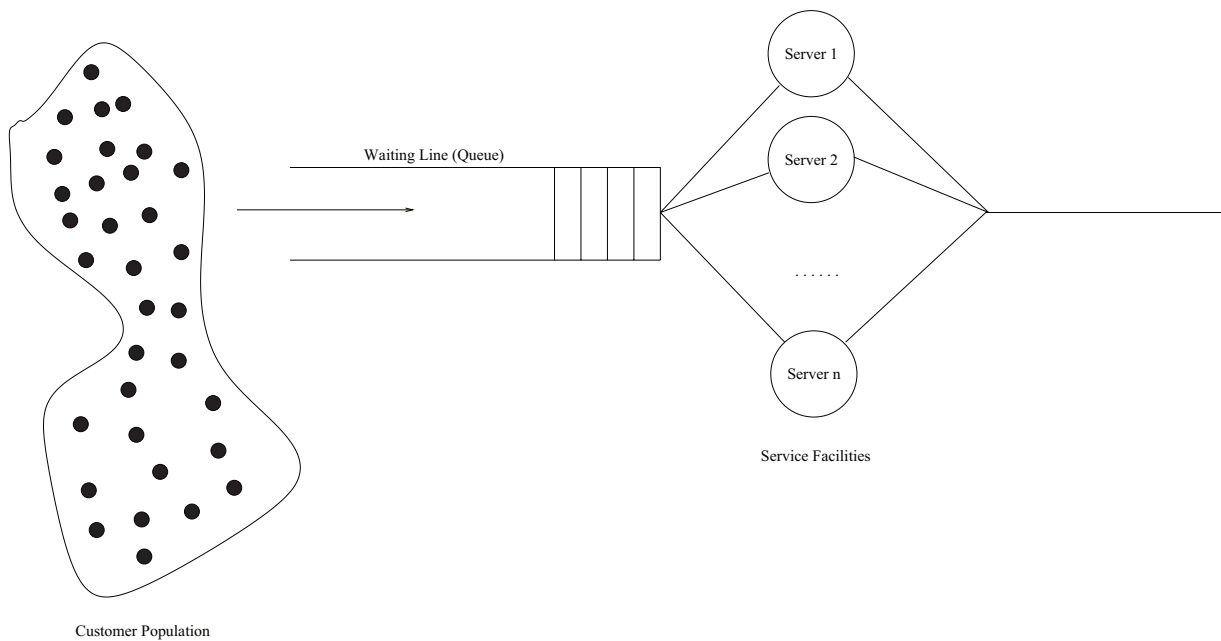 Server 1
Waiting Line (Queue)
Server 2
. . . . . .
Server n
Service Facilities
Customer Population